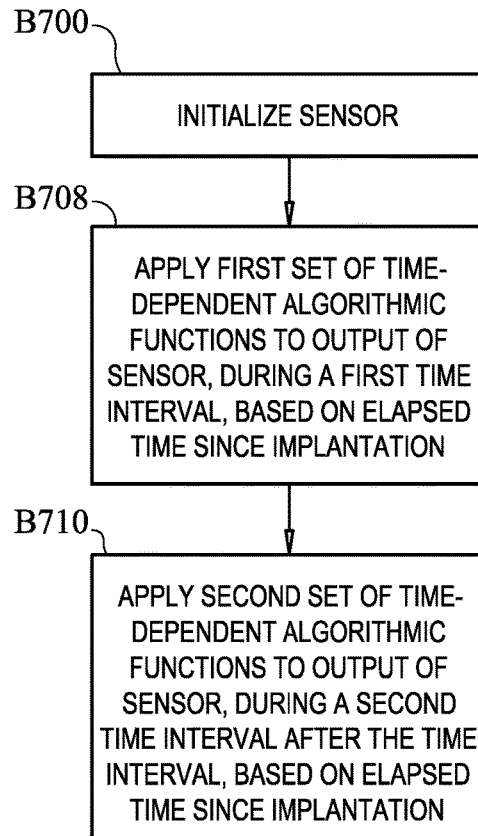 B700
INITIALIZE SENSOR
B708
APPLY FIRST SET OF TIME-
DEPENDENT ALGORITHMIC
FUNCTIONS TO OUTPUT OF
SENSOR, DURING A FIRST TIME
INTERVAL, BASED ON ELAPSED
TIME SINCE IMPLANTATION
B710
APPLY SECOND SET OF TIME-
DEPENDENT ALGORITHMIC
FUNCTIONS TO OUTPUT OF
SENSOR, DURING A SECOND
TIME INTERVAL AFTER THE TIME
INTERVAL, BASED ON ELAPSED
TIME SINCE IMPLANTATION